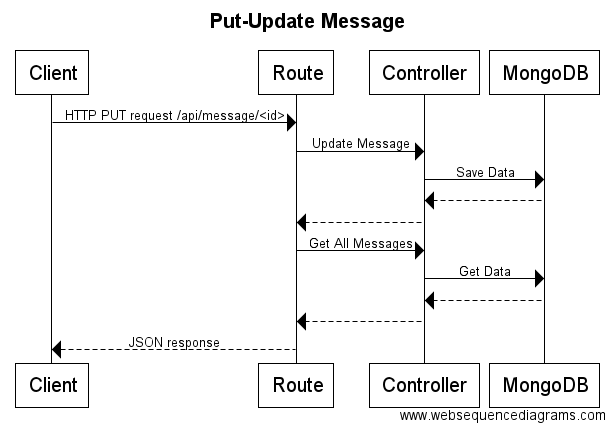 Put-Update Message
Client
Route
Controller
MongoDB
HTTP PUT request /api/message/<id>
Update Message
Save Data
Get All Messages
Get Data
JSON response
Client
Route
Controller
MongoDB
www.websequencediagrams.com